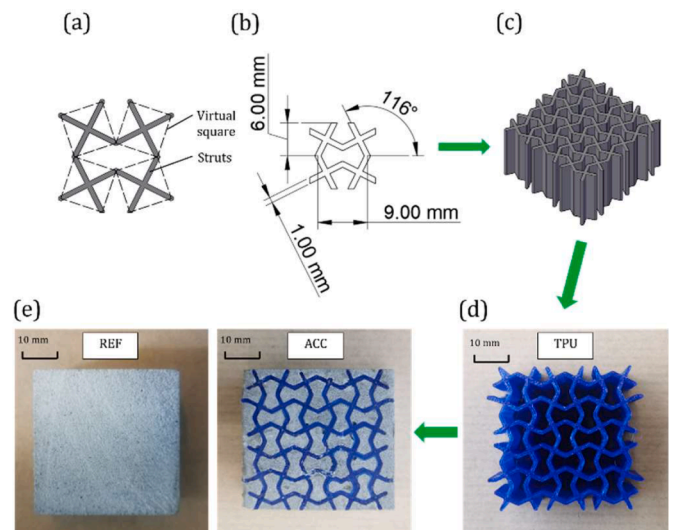 (a)
(b)
(c)
Virtual
square
Struts
6.00 mm
116°
9.00 mm
1.00 mm
(e)
(d)
10 mm
REF
10 mm
ACC
10 mm
TPU